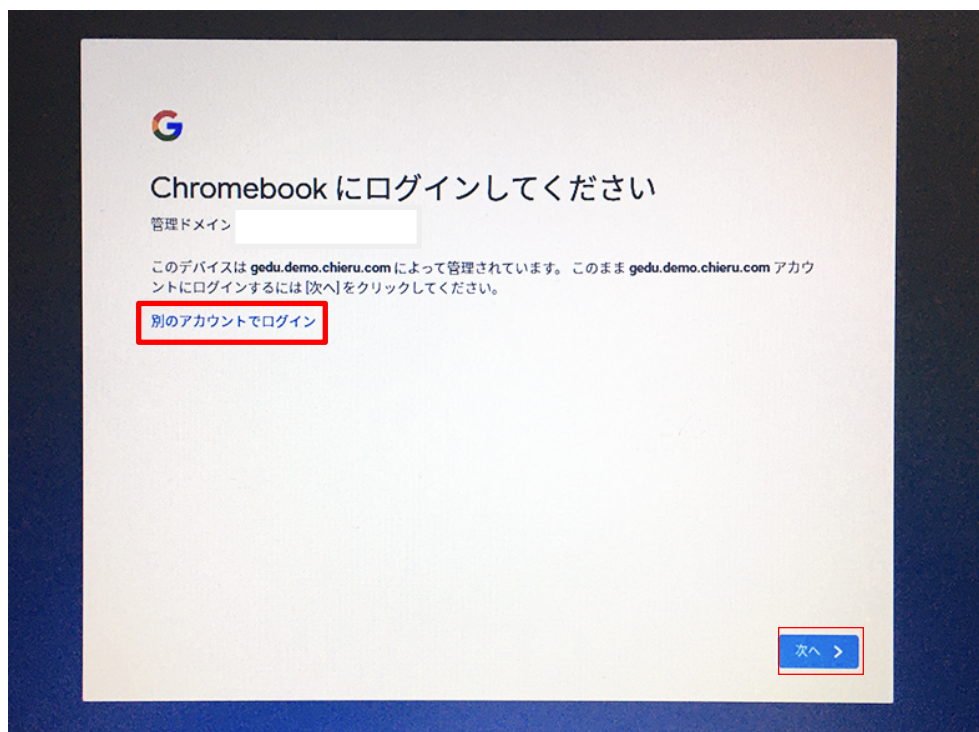 Chromebook にログインしてください
管理ドメイン
このデバイスは gedu.demo.chieru.com によって管理されています。 このまま gedu.demo.chieru.com アカウ
ントにログインするには [次へ] をクリックしてください。
別のアカウントでログイン
次へ